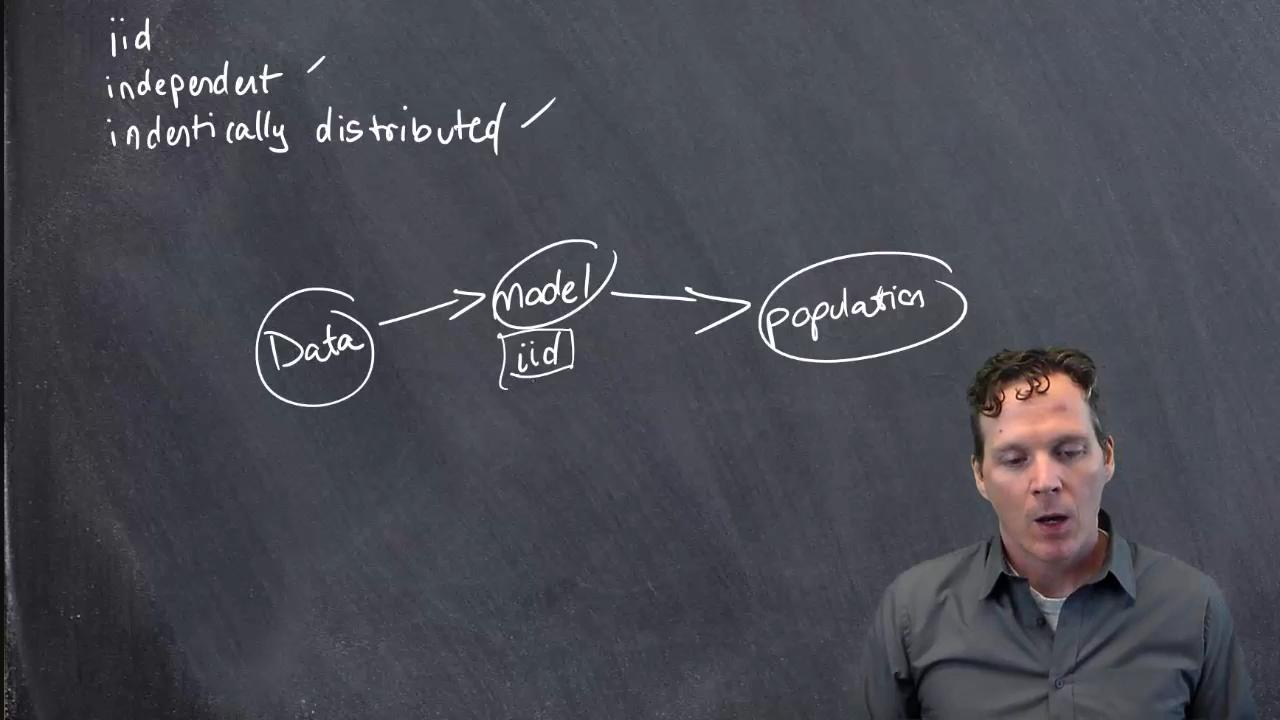 iid
independent
indentically distributed
Data
model
population
iid